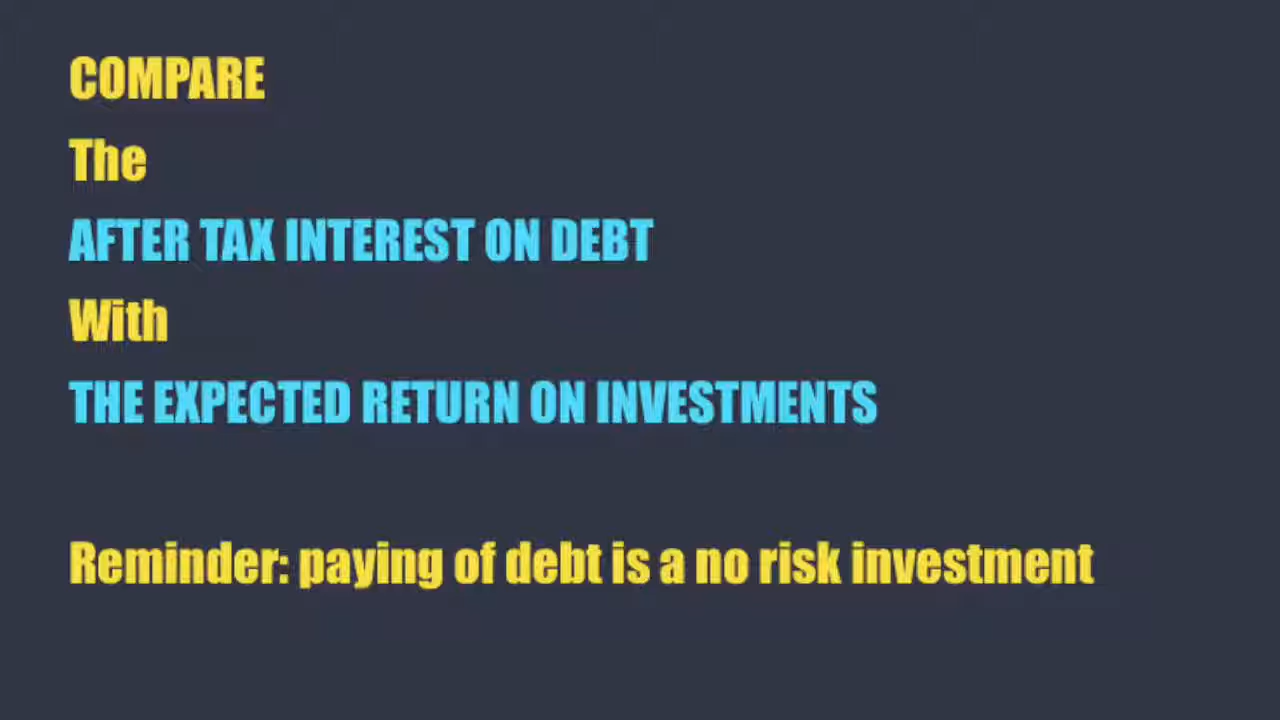 COMPARE
The
AFTER TAX INTEREST ON DEBT
With
THE EXPECTED RETURN ON INVESTMENTS
Reminder: paying of debt is a no risk investment